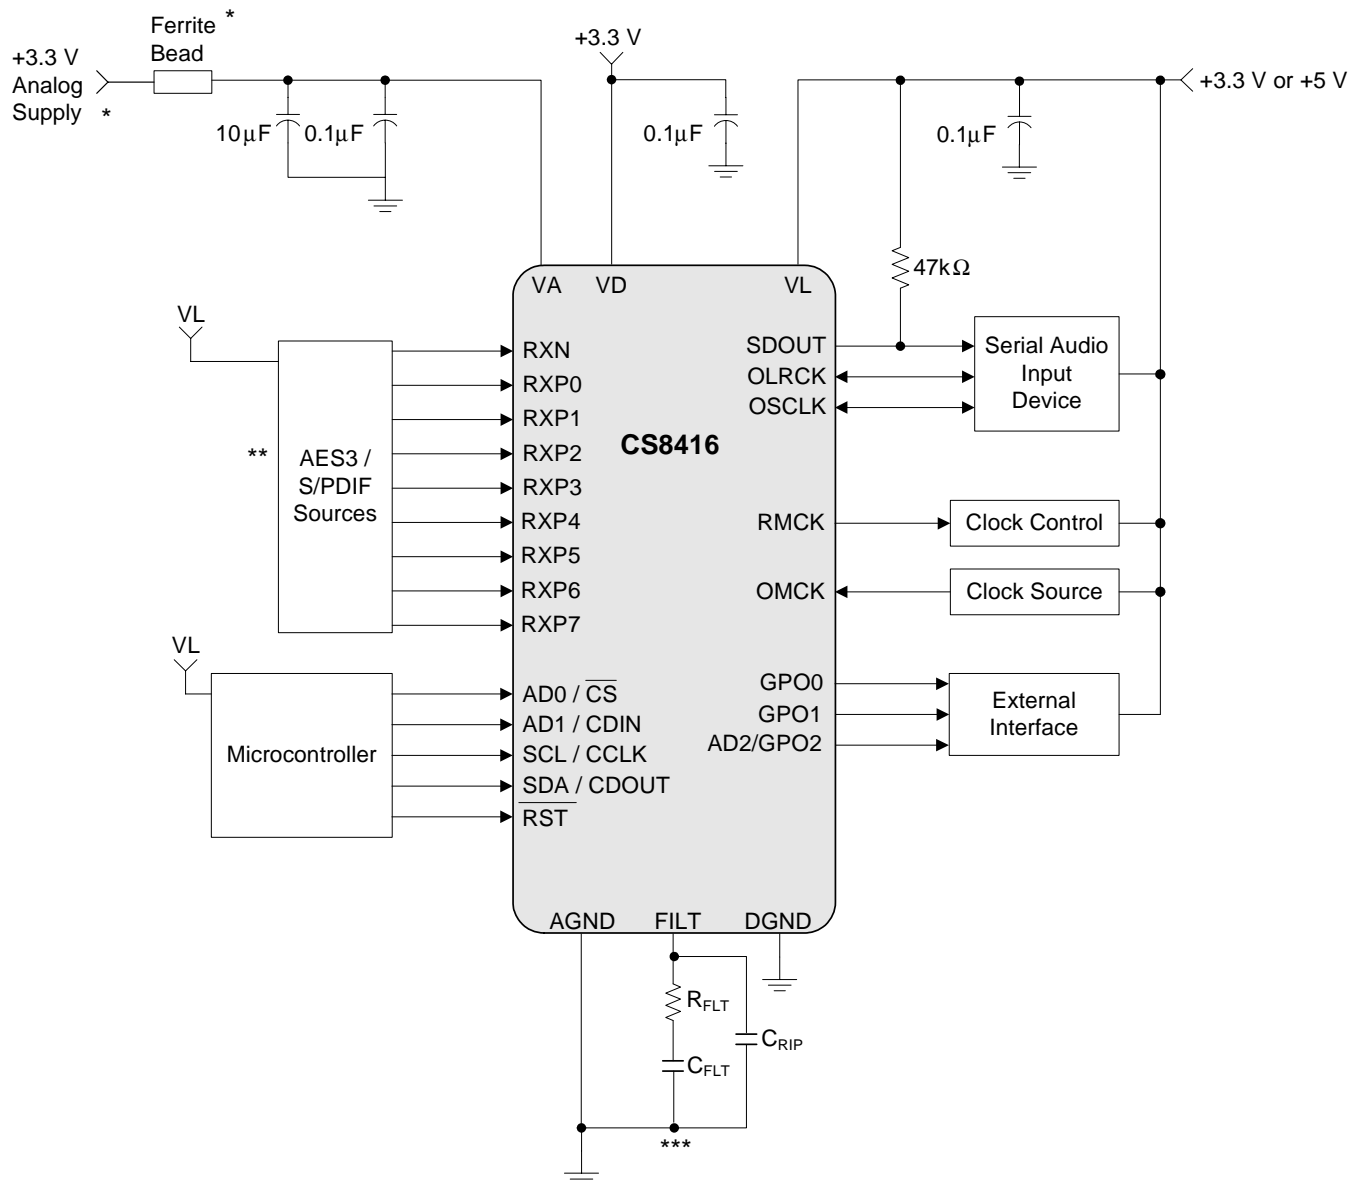 Ferrite *
Bead
+3.3 V
Analog
Supply *
10μF
0.1μF
+3.3 V
0.1μF
+3.3 V or +5 V
0.1μF
47kΩ
VA
VD
VL
VL
**
AES3 /
S/PDIF
Sources
RXN
RXP0
RXP1
RXP2
RXP3
RXP4
RXP5
RXP6
RXP7
CS8416
SDOUT
OLRCK
OSCLK
Serial Audio
Input
Device
RMCK
Clock Control
OMCK
Clock Source
VL
Microcontroller
AD0 / CS
AD1 / CDIN
SCL / CCLK
SDA / CDOUT
RST
GPO0
GPO1
AD2/GPO2
External
Interface
AGND
FILT
DGND
RFLT
CFLT
CRIP
***